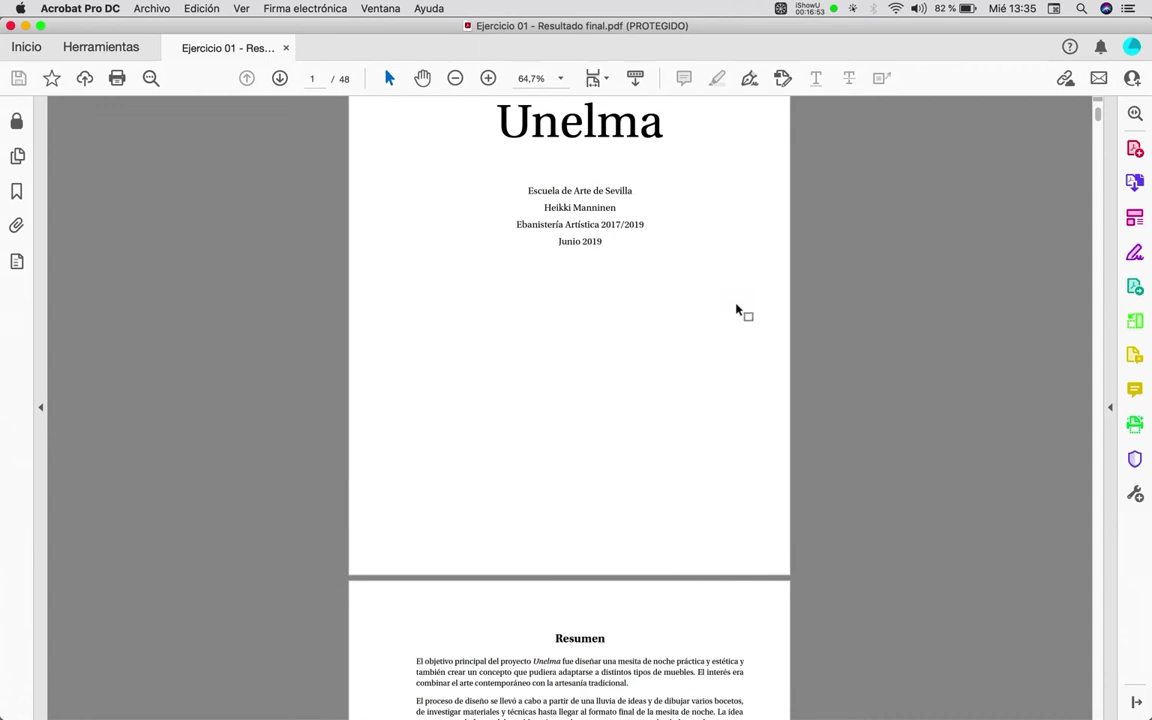 Acrobat Pro DC Archivo Edición Ver Firma electrónica Ventana Ayuda iShowU 00:16:53 82 % Mié 13:35
Ejercicio 01 - Resultado final.pdf (PROTEGIDO)
Inicio Herramientas Ejercicio 01 - Res... ×
1 / 48 64,7%
Unelma
Escuela de Arte de Sevilla
Heikki Manninen
Ebanistería Artística 2017/2019
Junio 2019
Resumen
El objetivo principal del proyecto Unelma fue diseñar una mesita de noche práctica y estética y
también crear un concepto que pudiera adaptarse a distintos tipos de muebles. El interés era
combinar el arte contemporáneo con la artesanía tradicional.
El proceso de diseño se llevó a cabo a partir de una lluvia de ideas y de dibujar varios bocetos,
de investigar materiales y técnicas hasta llegar al formato final de la mesita de noche. La idea